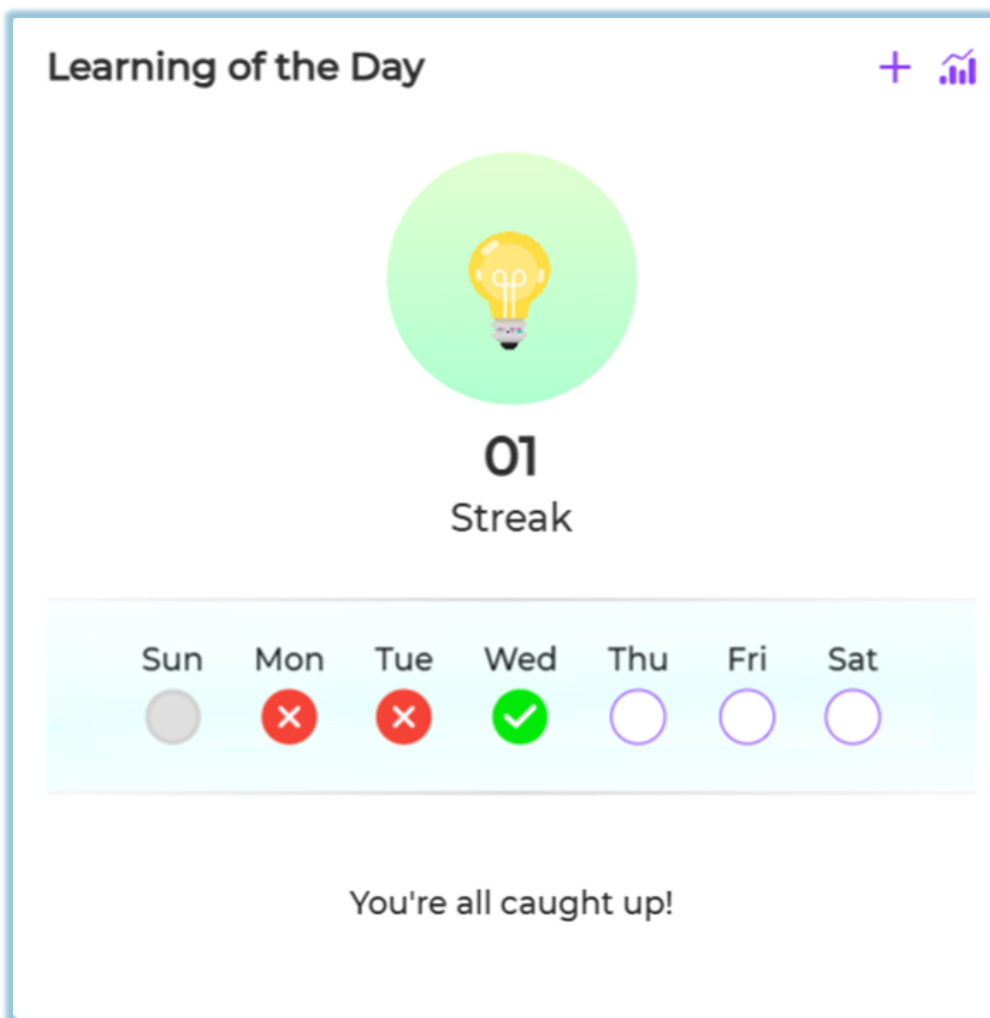 Learning of the Day
01
Streak
Sun Mon Tue Wed Thu Fri Sat
You're all caught up!